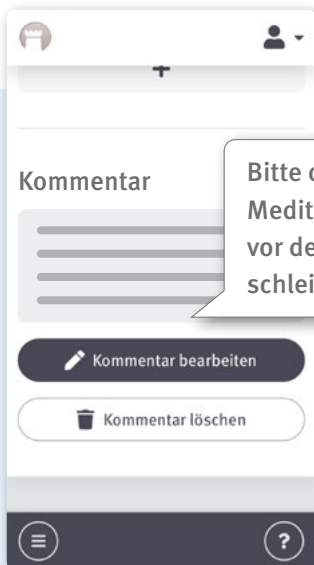 +
Kommentar
Bitte
Medit
vor de
schlei
Kommentar bearbeiten
Kommentar löschen
?